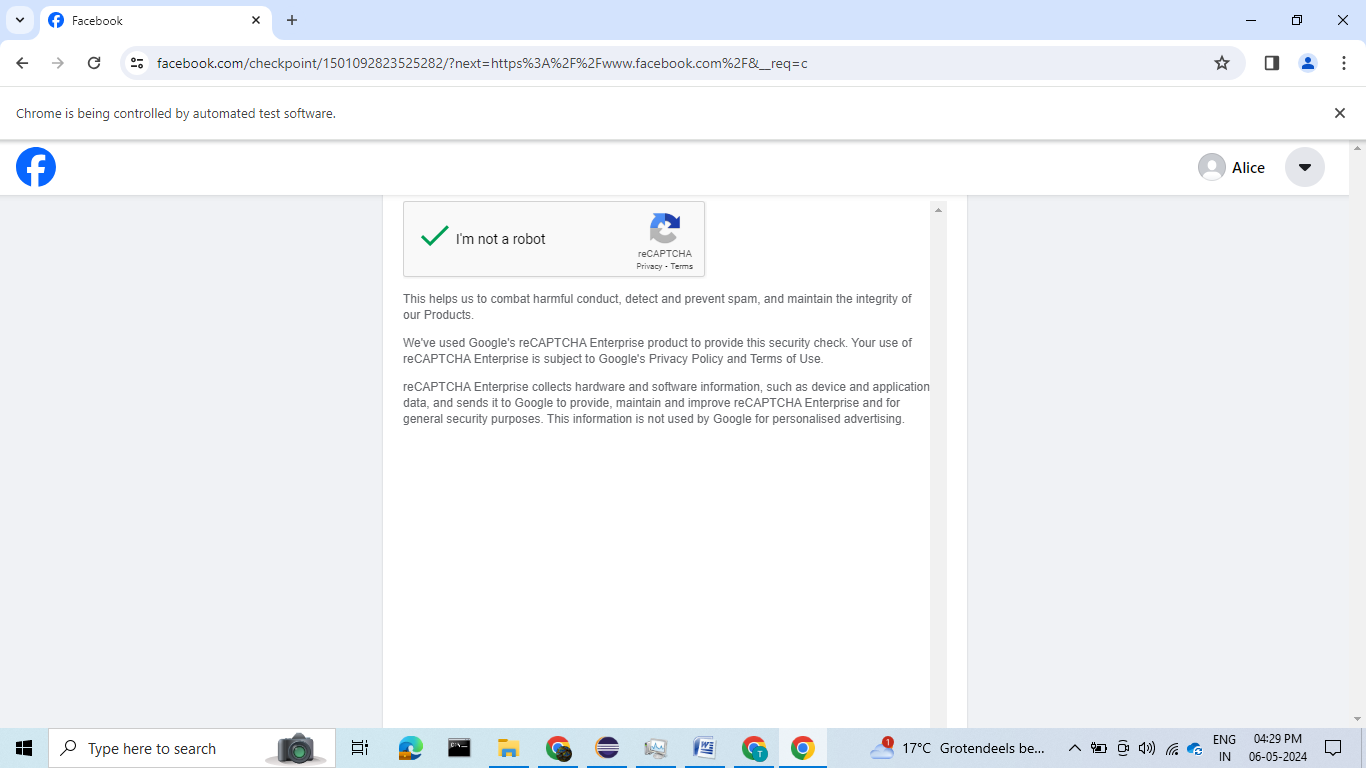 Facebook
facebook.com/checkpoint/1501092823525282/?next=https%3A%2F%2Fwww.facebook.com%2F&__req=c
Chrome is being controlled by automated test software.
Alice
I'm not a robot
reCAPTCHA
Privacy - Terms
This helps us to combat harmful conduct, detect and prevent spam, and maintain the integrity of
our Products.
We've used Google's reCAPTCHA Enterprise product to provide this security check. Your use of
reCAPTCHA Enterprise is subject to Google's Privacy Policy and Terms of Use.
reCAPTCHA Enterprise collects hardware and software information, such as device and application
data, and sends it to Google to provide, maintain and improve reCAPTCHA Enterprise and for
general security purposes. This information is not used by Google for personalised advertising.
Type here to search
T
1
17°C Grotendeels be...
ENG
IN
04:29 PM
06-05-2024